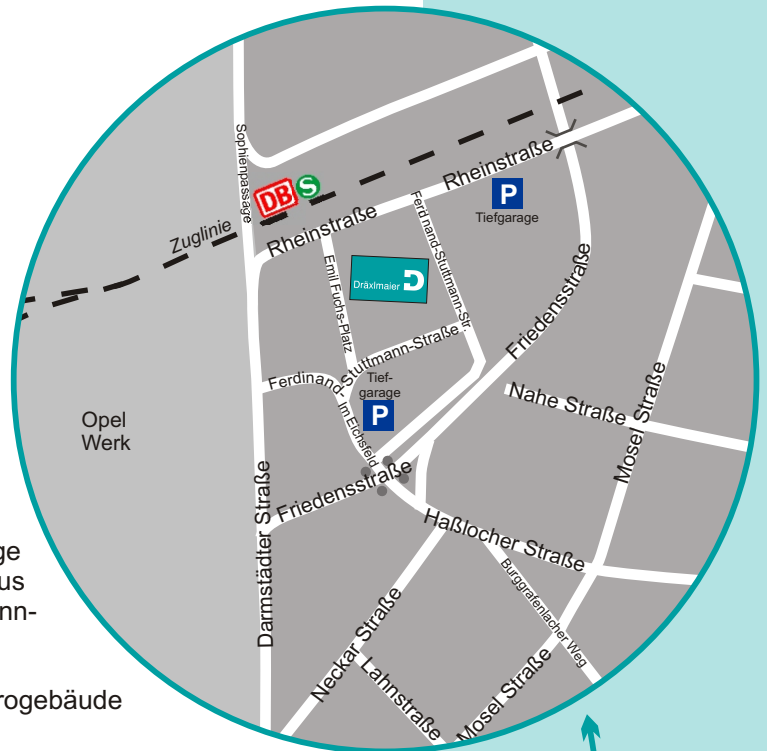 Sophienpassage
DB
S
Zuglinie
Rheinstraße
Rheinstraße
P
Tiefgarage
Ferdinand-Stuttmann-Str.
Emil Fuchs-Platz
Dräxlmaier D
Friedensstraße
Ferdinand-Stuttmann-Straße
Tief-
garage
P
Im Eichsfeld
Nahe Straße
Mosel Straße
Opel
Werk
Friedensstraße
Darmstädter Straße
Haßlocher Straße
Burggrafenlacher Weg
Neckar Straße
Lahnstraße
Mosel Straße
ge
us
nn-
rogebäude